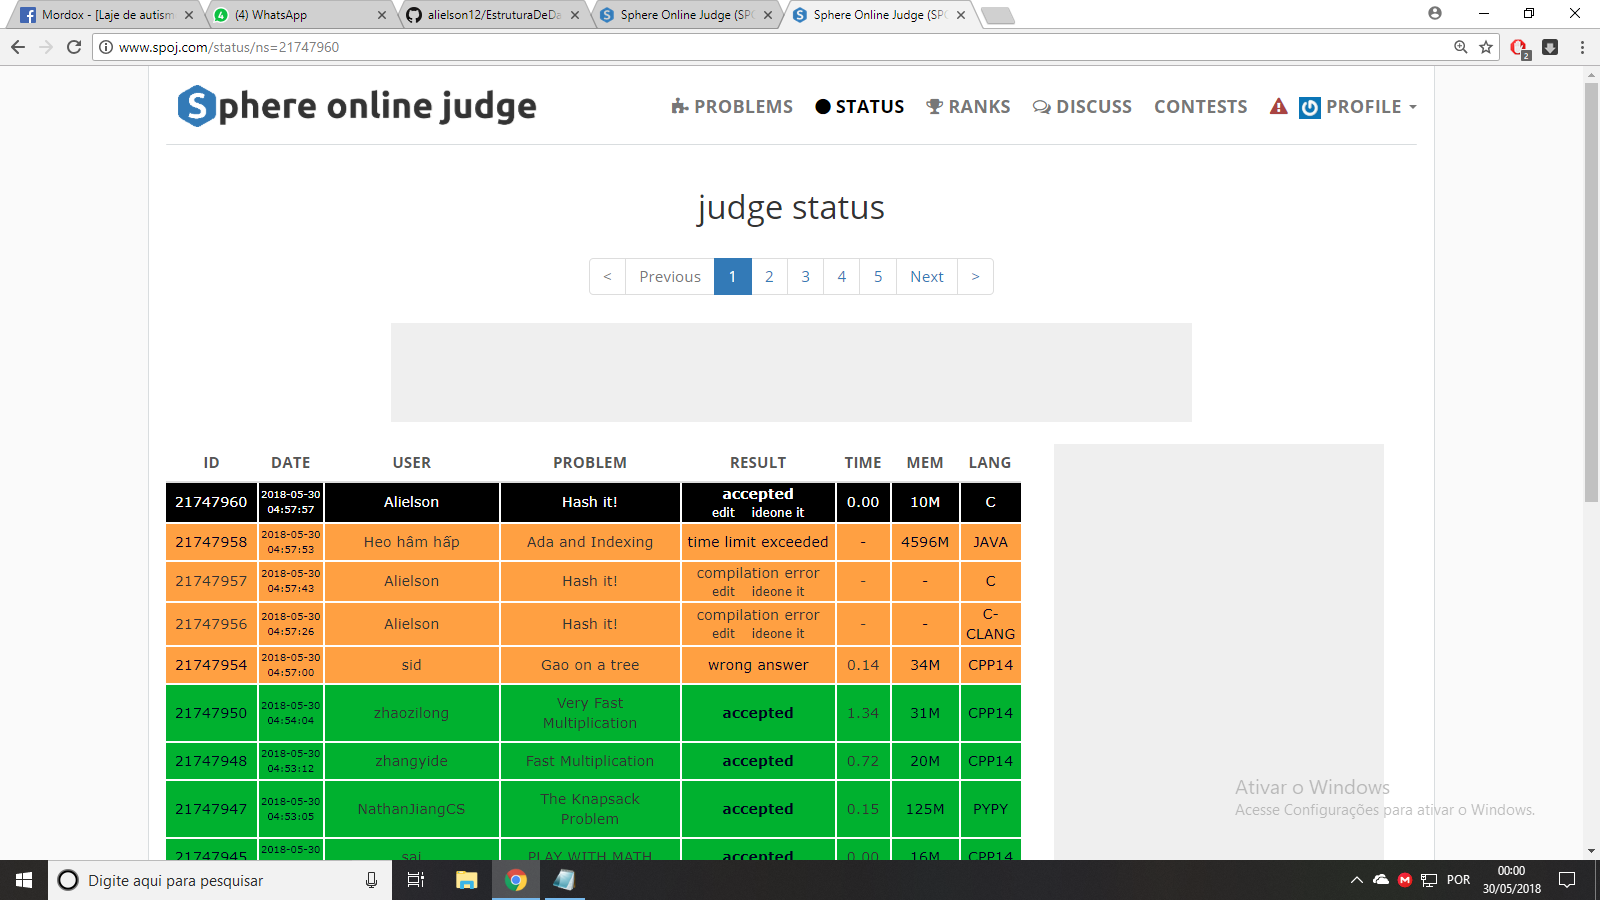 Mordox - [Laje de autism
(4) WhatsApp
alielson12/EstruturaDeDa
Sphere Online Judge (SPO
Sphere Online Judge (SPO
www.spoj.com/status/ns=21747960
2
Sphere online judge
PROBLEMS
STATUS
RANKS
DISCUSS
CONTESTS
PROFILE
judge status
< Previous 1 2 3 4 5 Next >
ID DATE USER PROBLEM RESULT TIME MEM LANG
21747960 2018-05-30 04:57:57 Alielson Hash it! accepted edit ideone it 0.00 10M C
21747958 2018-05-30 04:57:53 Heo hâm hấp Ada and Indexing time limit exceeded - 4596M JAVA
21747957 2018-05-30 04:57:43 Alielson Hash it! compilation error edit ideone it - - C
21747956 2018-05-30 04:57:26 Alielson Hash it! compilation error edit ideone it - - C-CLANG
21747954 2018-05-30 04:57:00 sid Gao on a tree wrong answer 0.14 34M CPP14
21747950 2018-05-30 04:54:04 zhaozilong Very Fast Multiplication accepted 1.34 31M CPP14
21747948 2018-05-30 04:53:12 zhangyide Fast Multiplication accepted 0.72 20M CPP14
21747947 2018-05-30 04:53:05 NathanJiangCS The Knapsack Problem accepted 0.15 125M PYPY
21747945 2018-05-30 sai PLAY WITH MATH accepted 0.00 16M CPP14
Ativar o Windows
Acesse Configurações para ativar o Windows.
Digite aqui para pesquisar
POR
00:00
30/05/2018